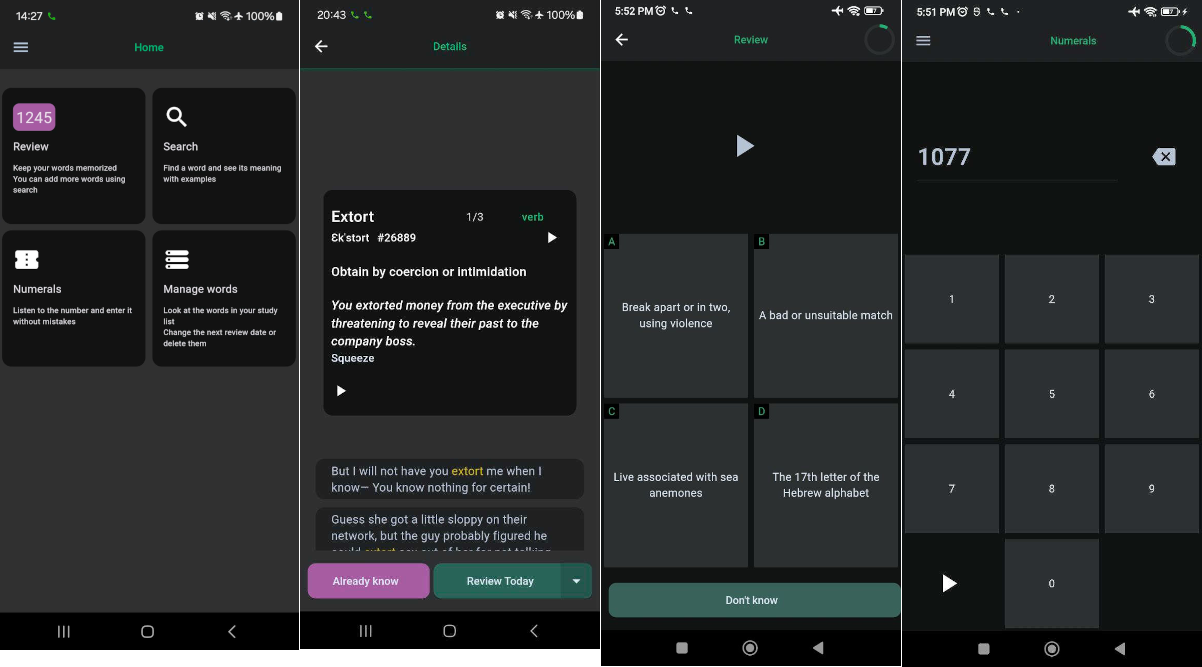 14:27
100%
Home
1245
Review
Keep your words memorized
You can add more words using
search
Search
Find a word and see its meaning
with examples
Numerals
Listen to the number and enter it
without mistakes
Manage words
Look at the words in your study
list
Change the next review date or
delete them
20:43
100%
Details
Extort
1/3
verb
Ɛk'stɔrt #26889
Obtain by coercion or intimidation
You extorted money from the executive by
threatening to reveal their past to the
company boss.
Squeeze
But I will not have you extort me when I
know— You know nothing for certain!
Guess she got a little sloppy on their
network, but the guy probably figured he
could extort
Already know
Review Today
5:52 PM
7
Review
A
Break apart or in two,
using violence
B
A bad or unsuitable match
C
Live associated with sea
anemones
D
The 17th letter of the
Hebrew alphabet
Don't know
5:51 PM
7
Numerals
1077
1
2
3
4
5
6
7
8
9
0